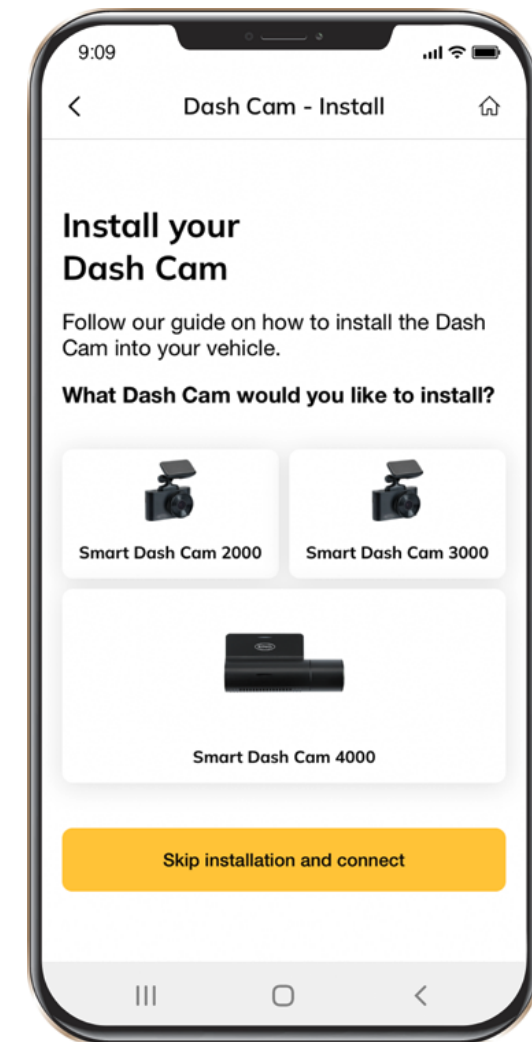 9:09
Dash Cam - Install
Install your
Dash Cam
Follow our guide on how to install the Dash
Cam into your vehicle.
What Dash Cam would you like to install?
Smart Dash Cam 2000
Smart Dash Cam 3000
Smart Dash Cam 4000
Skip installation and connect